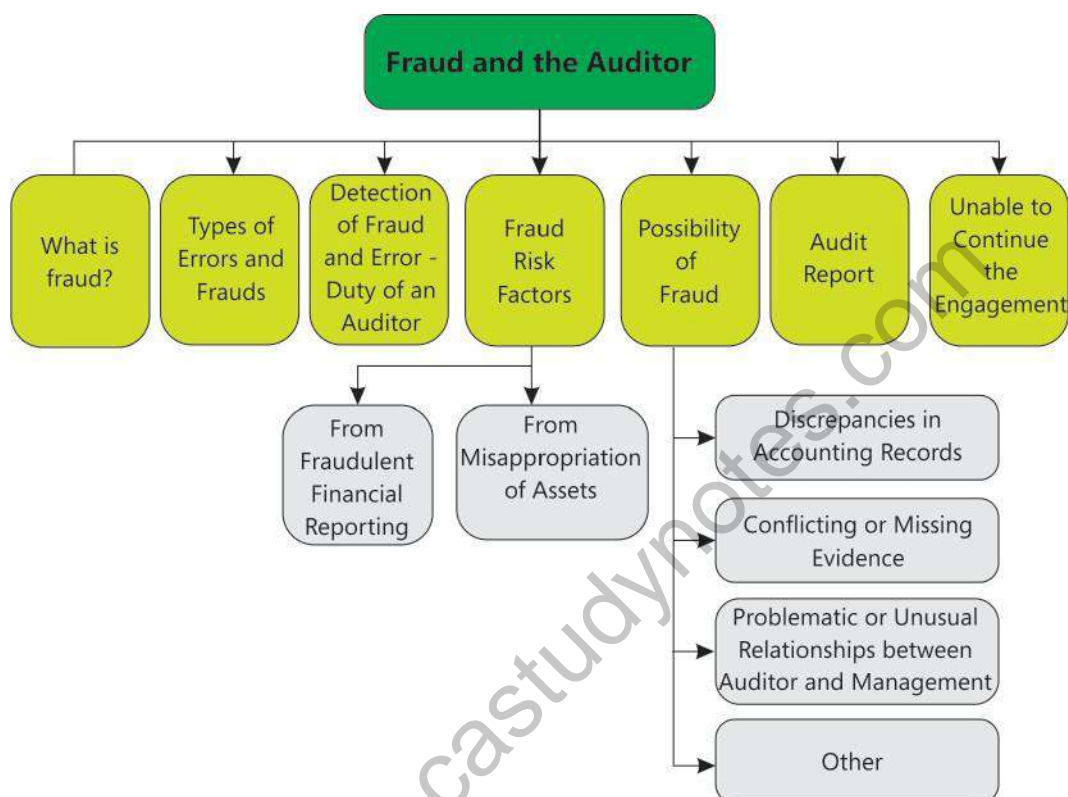 Fraud and the Auditor
What is
fraud?
Types of
Errors and
Frauds
Detection of
Fraud
and Error -
Duty of an
Auditor
Fraud
Risk
Factors
Possibility
of
Fraud
Audit
Report
Unable to
Continue
the
Engagement
From
Fraudulent
Financial
Reporting
From
Misappropriation
of Assets
Discrepancies in
Accounting Records
Conflicting or Missing
Evidence
Problematic or Unusual
Relationships between
Auditor and Management
Other
castudynotes.com